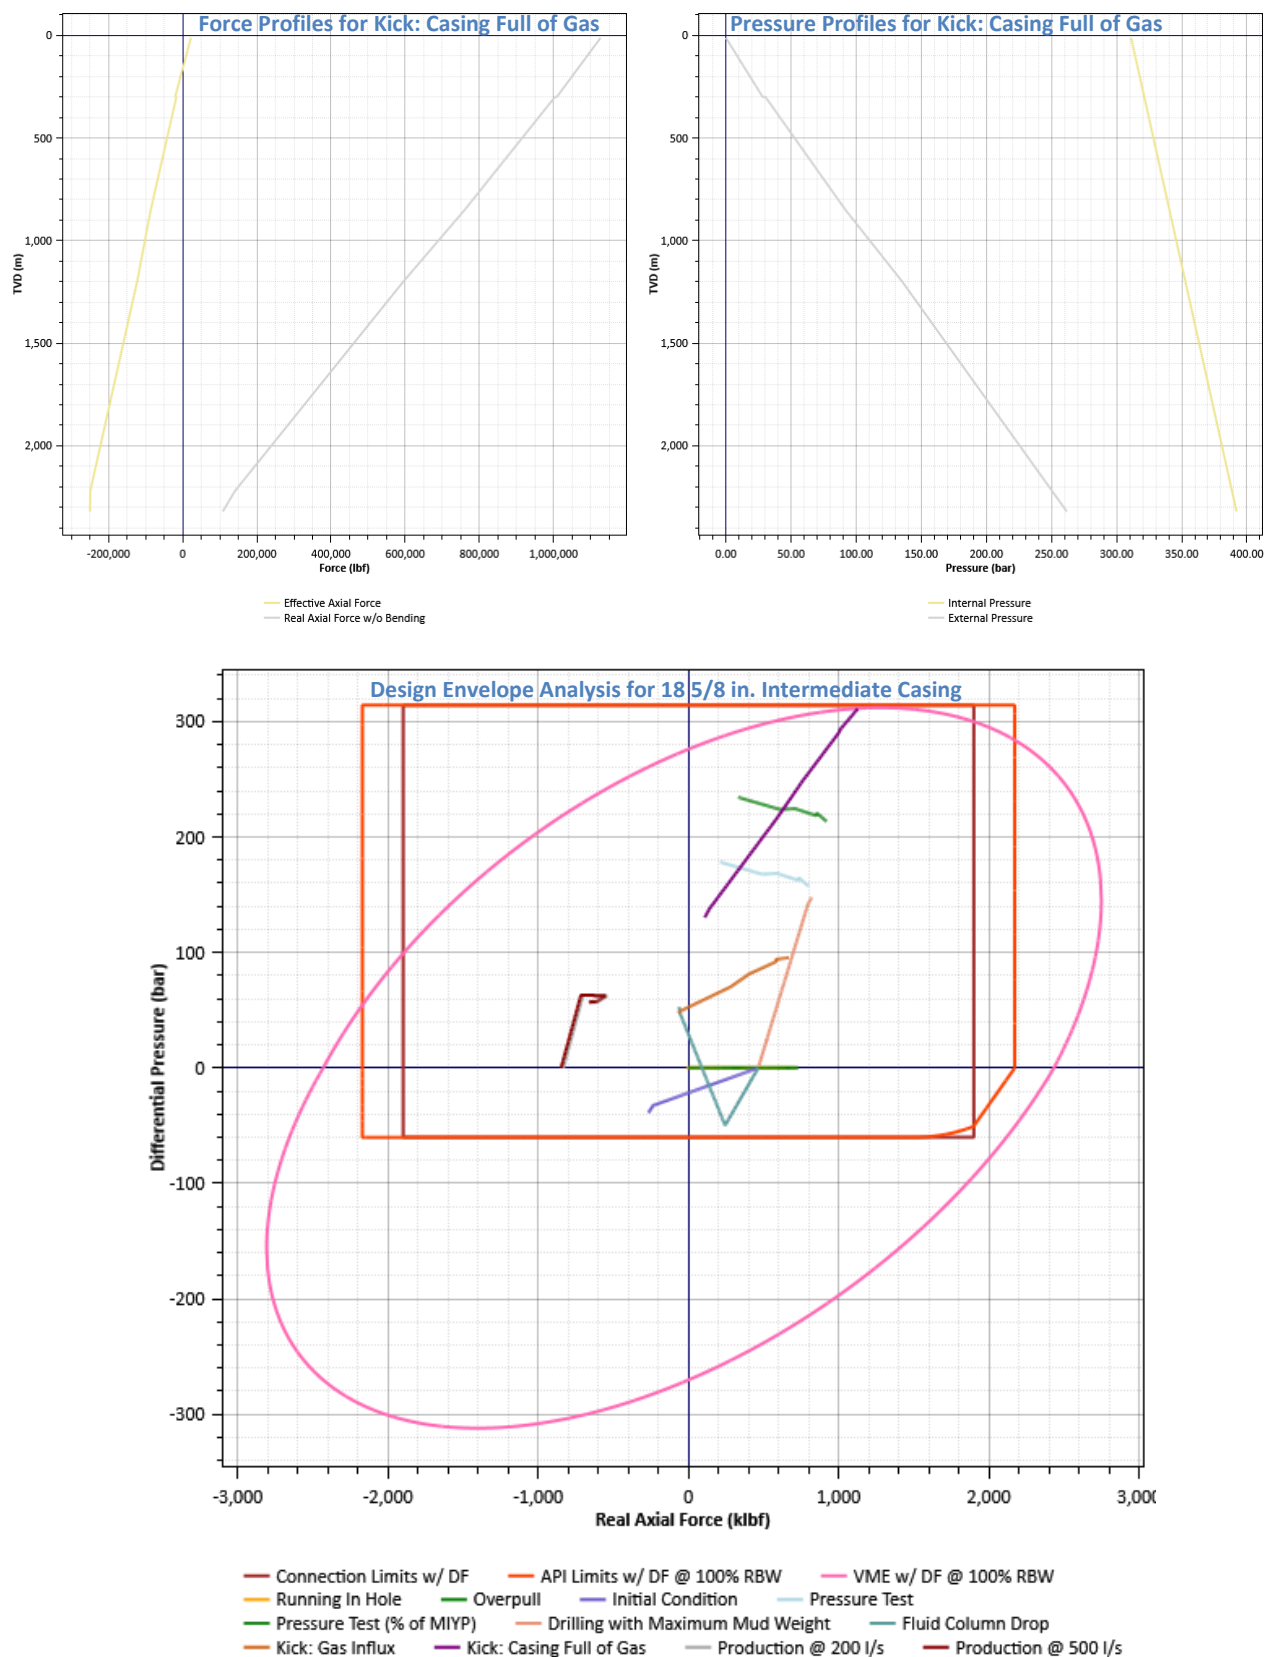 Force Profiles for Kick: Casing Full of Gas
0
500
1,000
1,500
2,000
TVD (m)
-200,000 0 200,000 400,000 600,000 800,000 1,000,000
Force (lbf)
Effective Axial Force
Real Axial Force w/o Bending
Pressure Profiles for Kick: Casing Full of Gas
0
500
1,000
1,500
2,000
TVD (m)
0.00 50.00 100.00 150.00 200.00 250.00 300.00 350.00 400.00
Pressure (bar)
Internal Pressure
External Pressure
Design Envelope Analysis for 18 5/8 in. Intermediate Casing
300
200
100
0
-100
-200
-300
Differential Pressure (bar)
-3,000 -2,000 -1,000 0 1,000 2,000 3,000
Real Axial Force (klbf)
Connection Limits w/ DF API Limits w/ DF @ 100% RBW VME w/ DF @ 100% RBW
Running In Hole Overpull Initial Condition Pressure Test
Pressure Test (% of MIYP) Drilling with Maximum Mud Weight Fluid Column Drop
Kick: Gas Influx Kick: Casing Full of Gas Production @ 200 l/s Production @ 500 l/s